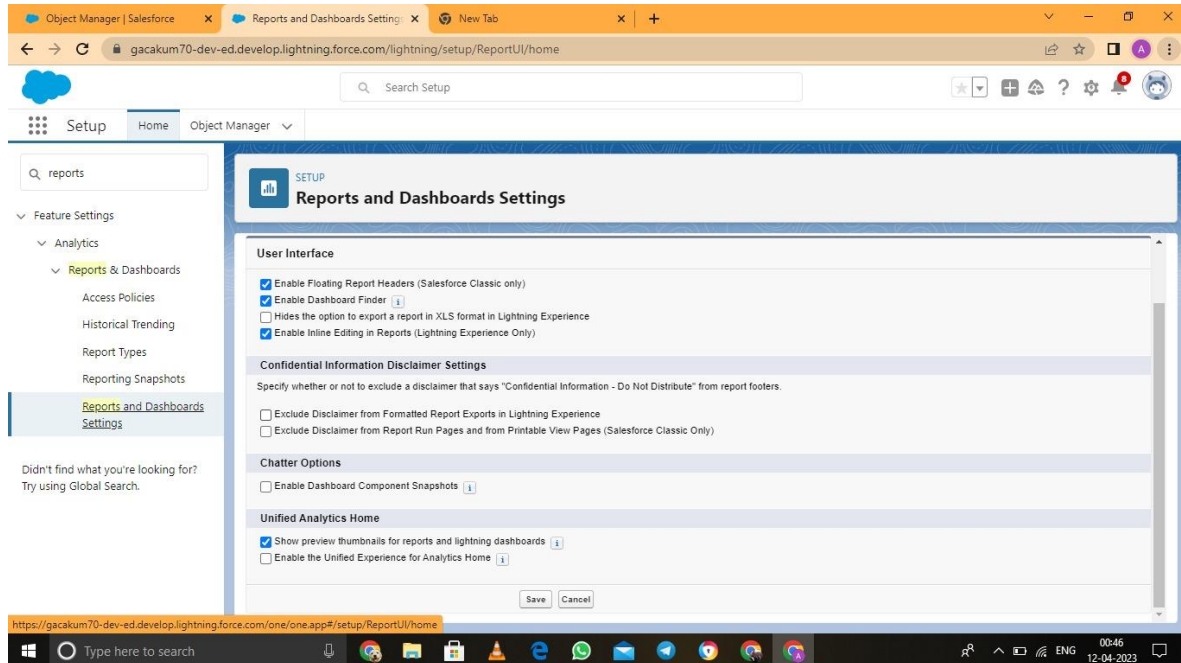 Object Manager | Salesforce
Reports and Dashboards Setting
New Tab
gacakum70-dev-ed.develop.lightning.force.com/lightning/setup/ReportUI/home
A
Search Setup
8
Setup
Home
Object Manager
reports
Feature Settings
Analytics
Reports & Dashboards
Access Policies
Historical Trending
Report Types
Reporting Snapshots
Reports and Dashboards
Settings
Didn't find what you're looking for?
Try using Global Search.
SETUP
Reports and Dashboards Settings
User Interface
Enable Floating Report Headers (Salesforce Classic only)
Enable Dashboard Finder i
Hides the option to export a report in XLS format in Lightning Experience
Enable Inline Editing in Reports (Lightning Experience Only)
Confidential Information Disclaimer Settings
Specify whether or not to exclude a disclaimer that says "Confidential Information - Do Not Distribute" from report footers.
Exclude Disclaimer from Formatted Report Exports in Lightning Experience
Exclude Disclaimer from Report Run Pages and from Printable View Pages (Salesforce Classic Only)
Chatter Options
Enable Dashboard Component Snapshots i
Unified Analytics Home
Show preview thumbnails for reports and lightning dashboards i
Enable the Unified Experience for Analytics Home i
Save Cancel
https://gacakum70-dev-ed.develop.lightning.force.com/one/one.app#/setup/ReportUI/home
Type here to search
ENG
00:46
12-04-2023